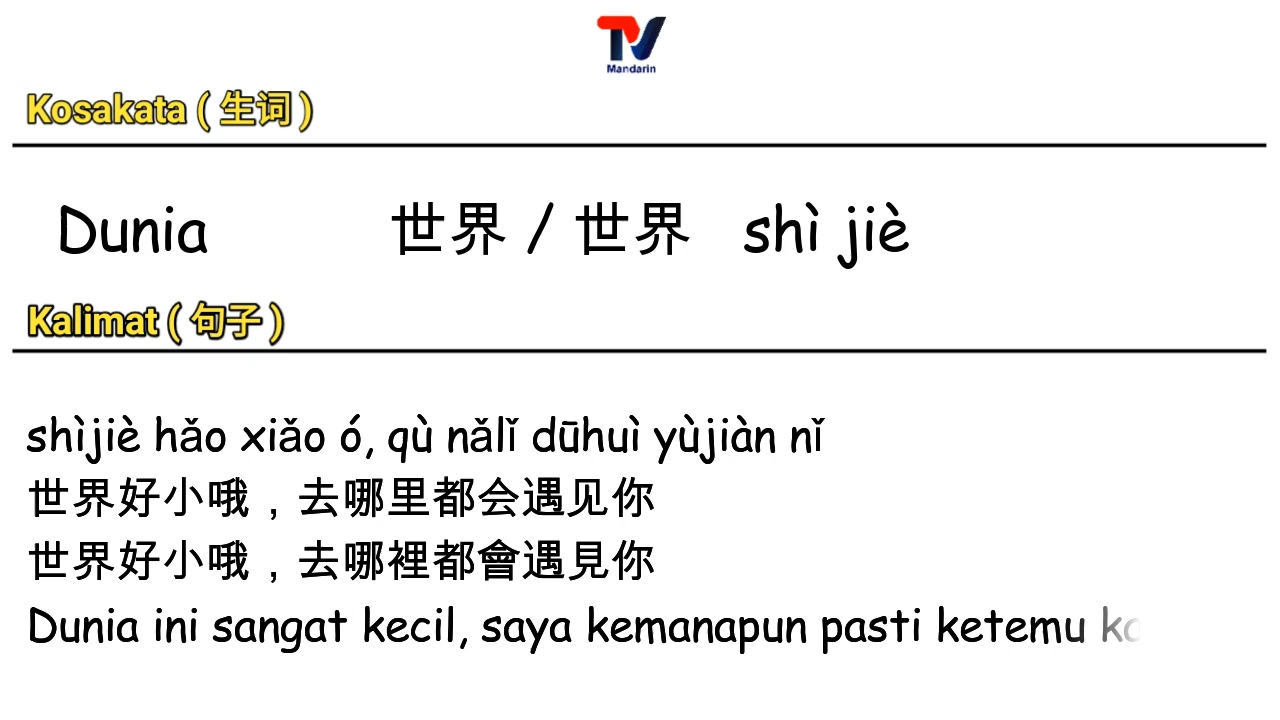 TV
Mandarin
Kosakata ( 生词 )
Dunia 世界 / 世界 shì jiè
Kalimat ( 句子 )
shìjiè hǎo xiǎo ó, qù nǎlǐ dūhuì yùjiàn nǐ
世界好小哦，去哪里都会遇见你
世界好小哦，去哪裡都會遇見你
Dunia ini sangat kecil, saya kemanapun pasti ketemu